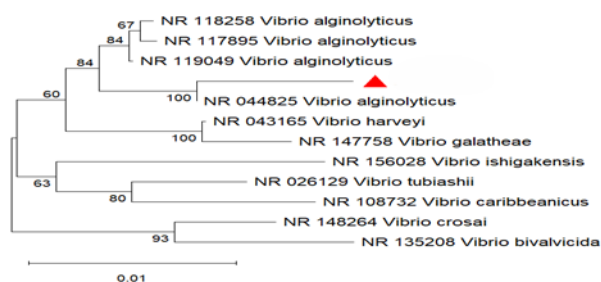 67
NR 118258 Vibrio alginolyticus
84
NR 117895 Vibrio alginolyticus
84
NR 119049 Vibrio alginolyticus
60
100
NR 044825 Vibrio alginolyticus
NR 043165 Vibrio harveyi
100
NR 147758 Vibrio galatheae
NR 156028 Vibrio ishigakensis
63
NR 026129 Vibrio tubiashii
80
NR 108732 Vibrio caribbeanicus
NR 148264 Vibrio crosai
93
NR 135208 Vibrio bivalvicida
0.01